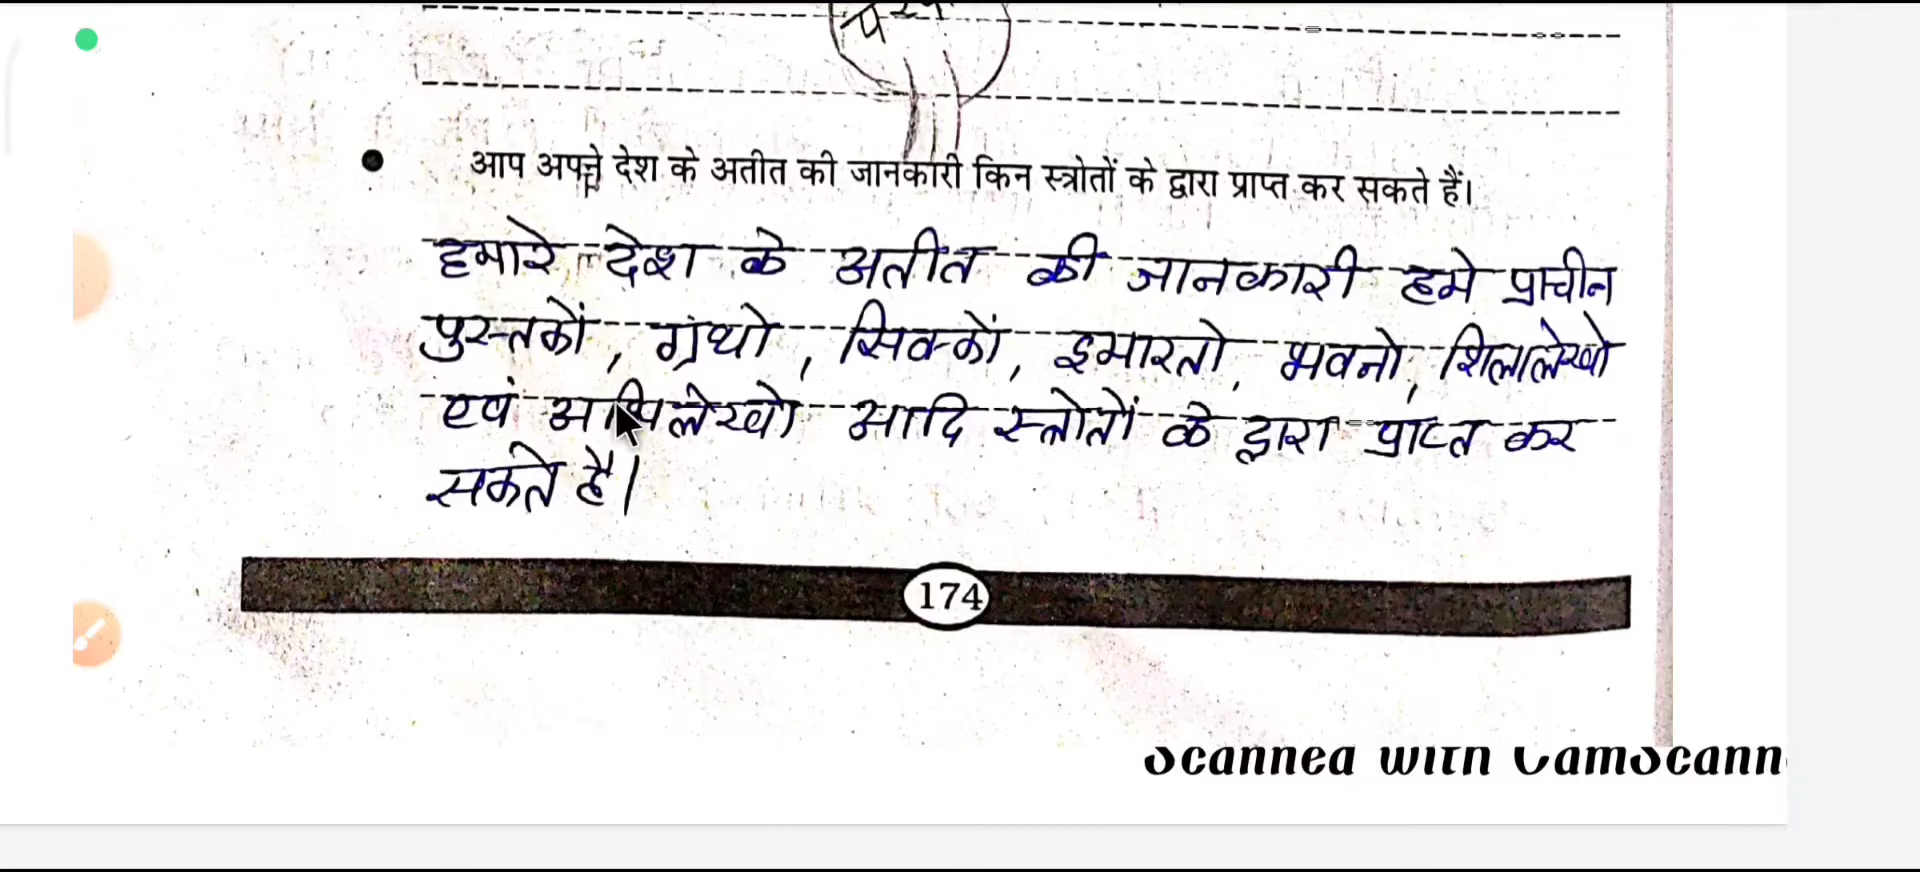 आप अपने देश के अतीत की जानकारी किन स्त्रोतों के द्वारा प्राप्त कर सकते हैं।
हमारे देश के अतीत की जानकारी हमे प्राचीन
पुस्तकों, ग्रंथो, सिक्कों, इमारतो, भवनो, शिलालेखो
एवं अभिलेखो आदि स्त्रोतों के द्वारा प्राप्त कर
सकते है।
174
Scanned with CamScann